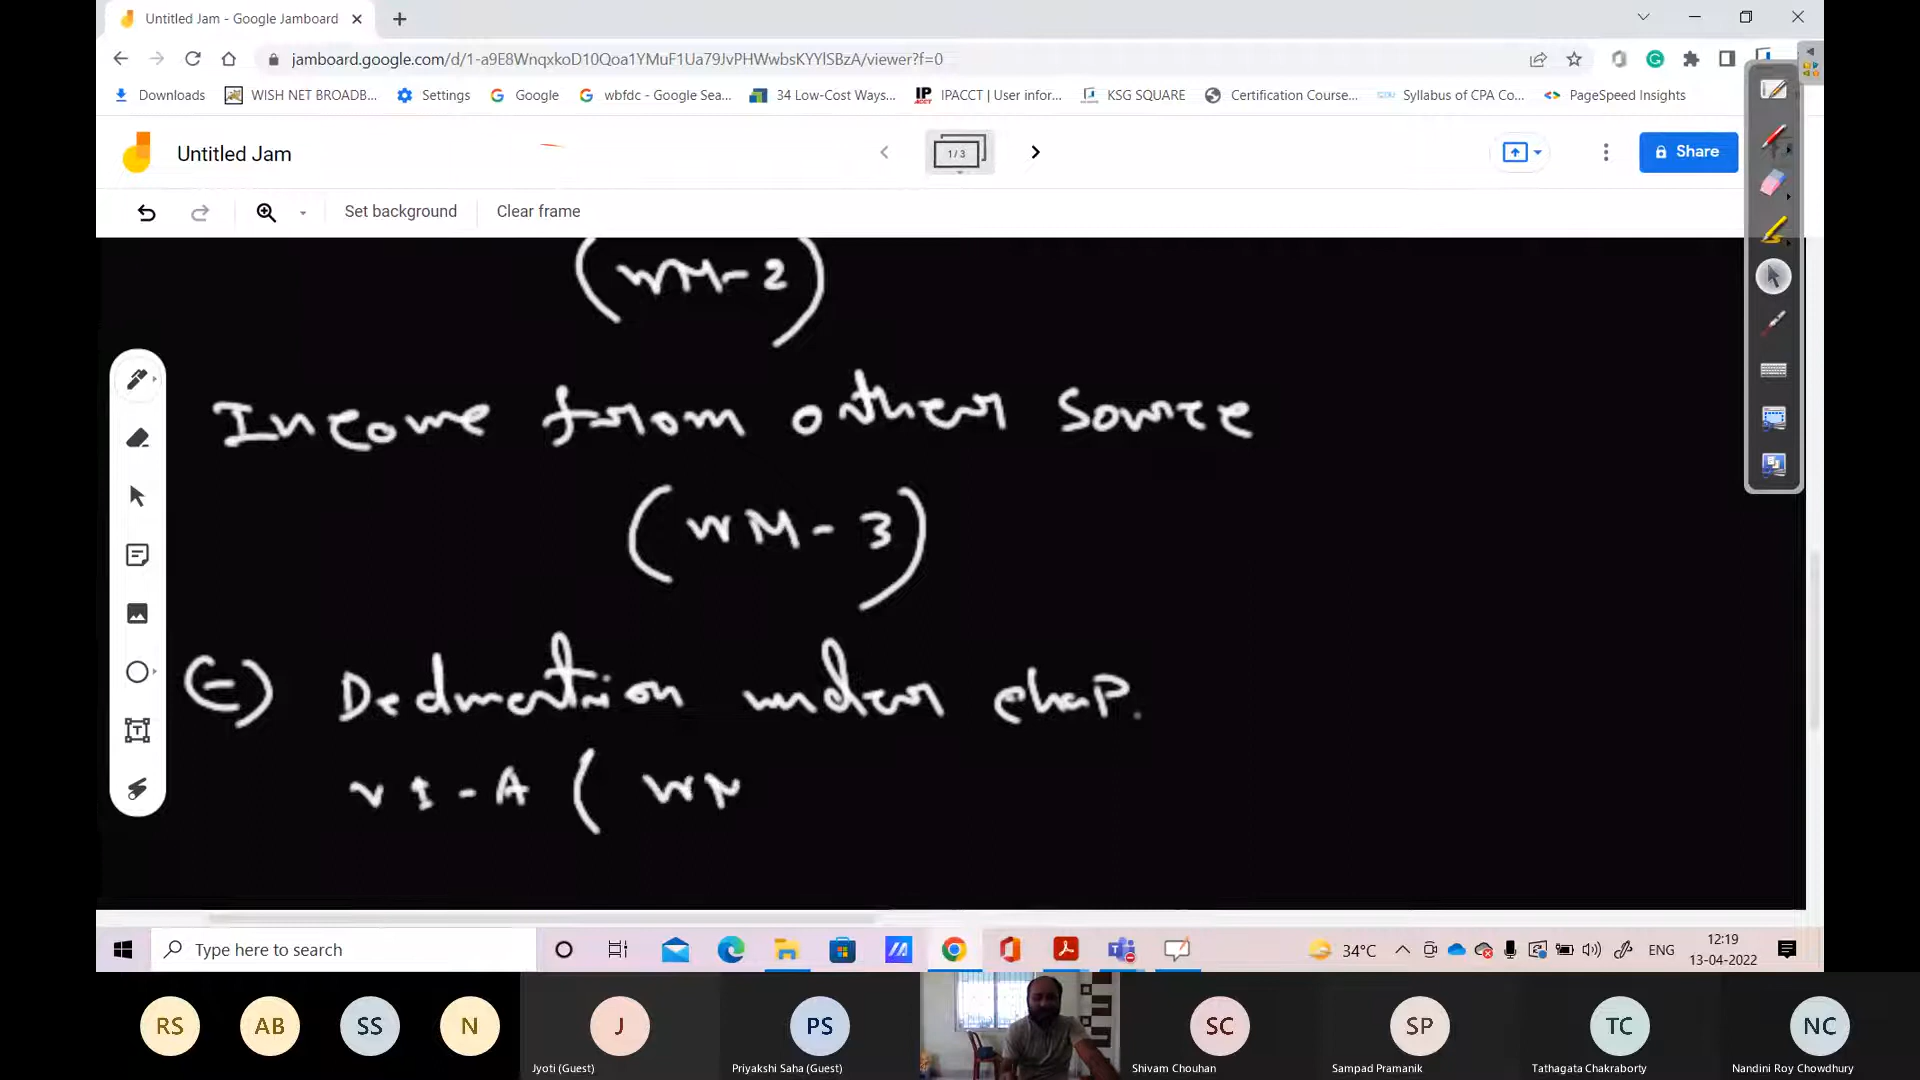 Untitled Jam - Google Jamboard
jamboard.google.com/d/1-a9E8WnqxkoD10Qoa1YMuF1Ua79JvPHWwbsKYYlSBzA/viewer?f=0
Downloads WISH NET BROADB... Settings Google wbfdc - Google Sea... 34 Low-Cost Ways... IPACCT | User infor... KSG SQUARE Certification Course... Syllabus of CPA Co... PageSpeed Insights
Untitled Jam 1 / 3 Share
Set background Clear frame
(WN-2)
Income from other source
(WN-3)
(-) Deduction under chap.
VI-A ( WN
Type here to search 34°C ENG 12:19
13-04-2022
RS AB SS N J PS SC SP TC NC
Jyoti (Guest) Priyakshi Saha (Guest) Shivam Chouhan Sampad Pramanik Tathagata Chakraborty Nandini Roy Chowdhury